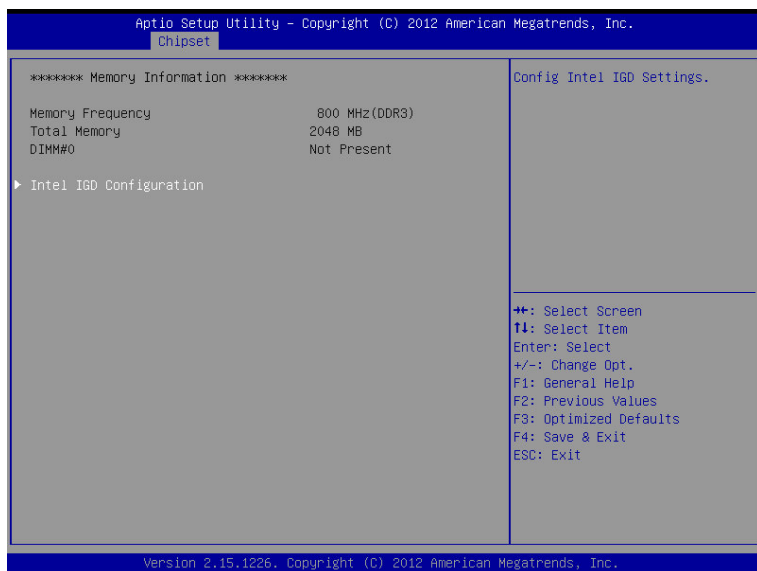 Aptio Setup Utility – Copyright (C) 2012 American Megatrends, Inc.
Chipset
******* Memory Information *******
Memory Frequency 800 MHz(DDR3)
Total Memory 2048 MB
DIMM#0 Not Present
▶ Intel IGD Configuration
Config Intel IGD Settings.
→←: Select Screen
↑↓: Select Item
Enter: Select
+/-: Change Opt.
F1: General Help
F2: Previous Values
F3: Optimized Defaults
F4: Save & Exit
ESC: Exit
Version 2.15.1226. Copyright (C) 2012 American Megatrends, Inc.